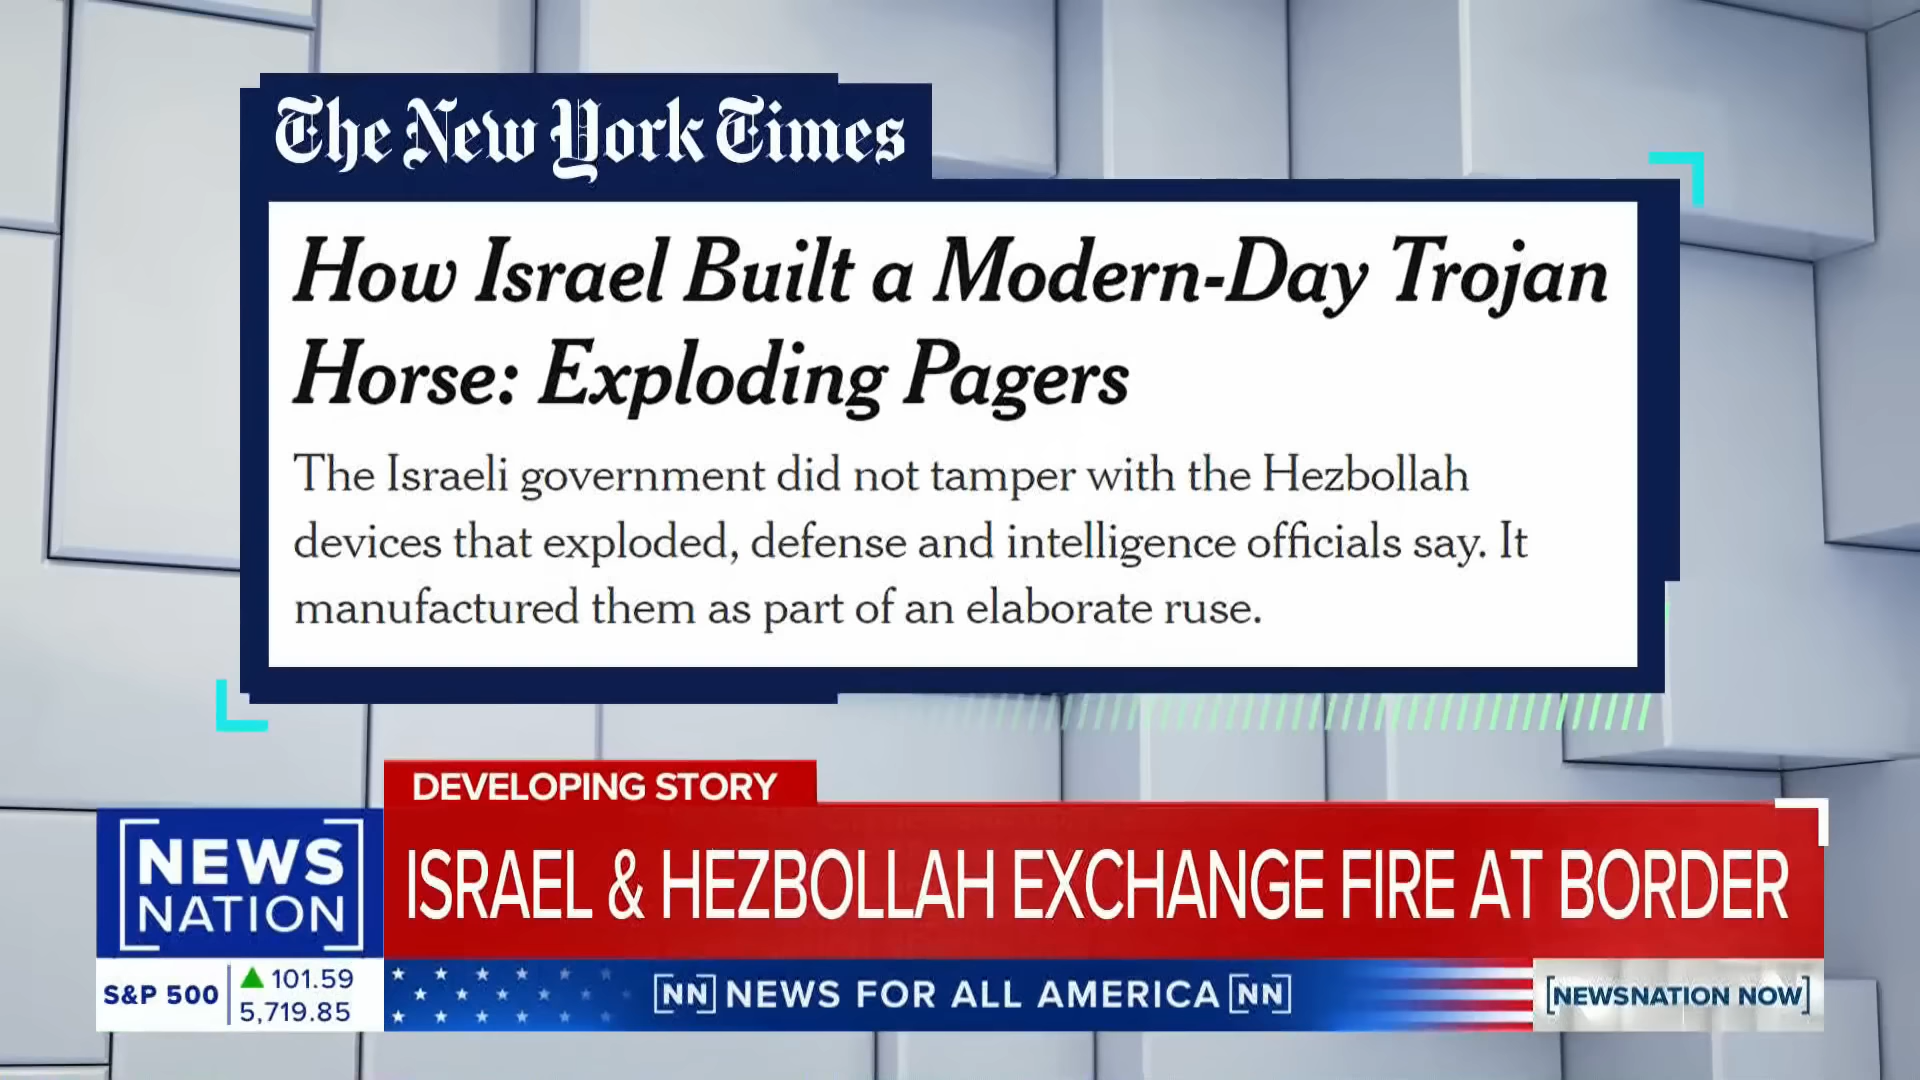 The New York Times
How Israel Built a Modern-Day Trojan
Horse: Exploding Pagers
The Israeli government did not tamper with the Hezbollah
devices that exploded, defense and intelligence officials say. It
manufactured them as part of an elaborate ruse.
DEVELOPING STORY
ISRAEL & HEZBOLLAH EXCHANGE FIRE AT BORDER
NEWS
NATION
S&P 500
▲ 101.59
5,719.85
[NN] NEWS FOR ALL AMERICA [NN]
[NEWSNATION NOW]